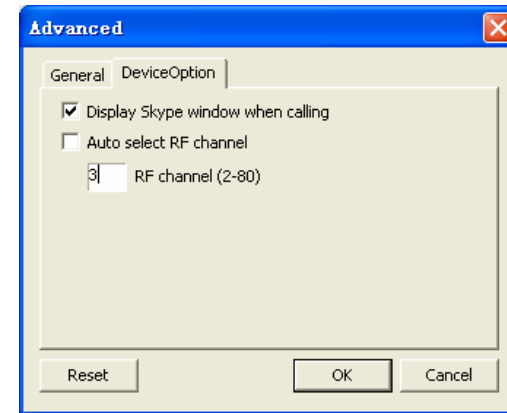 Advanced
General DeviceOption
Display Skype window when calling
Auto select RF channel
3 RF channel (2-80)
Reset OK Cancel